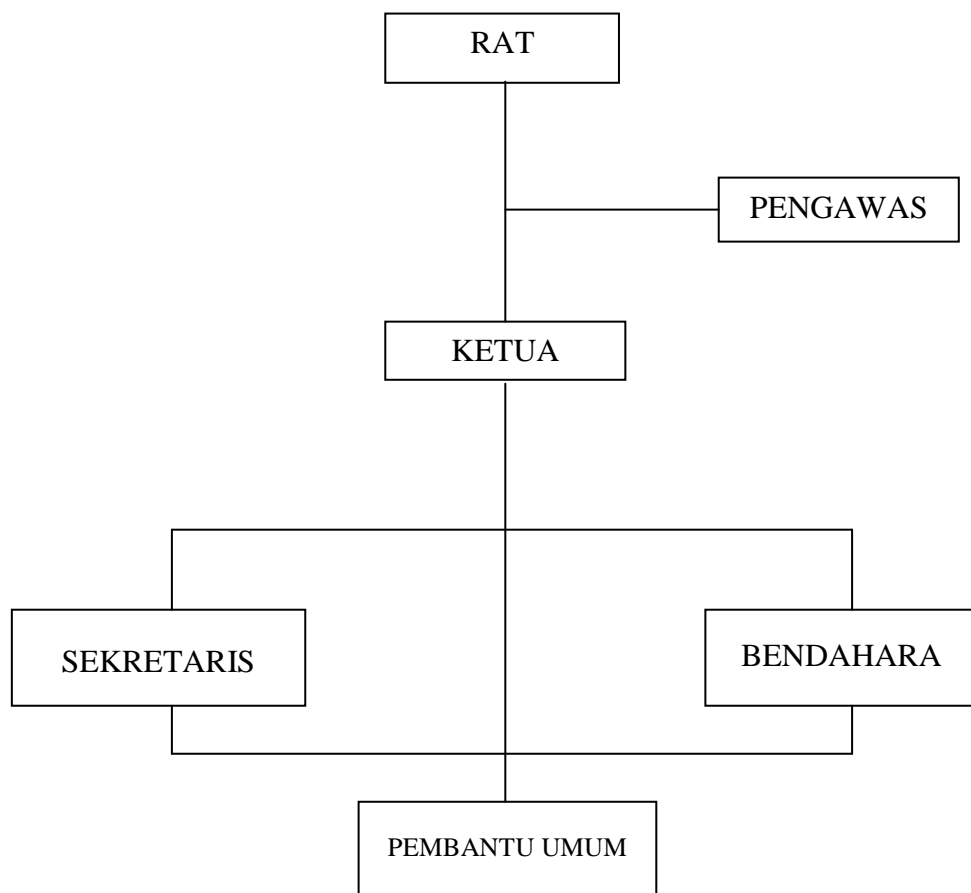 RAT
PENGAWAS
KETUA
SEKRETARIS
BENDAHARA
PEMBANTU UMUM